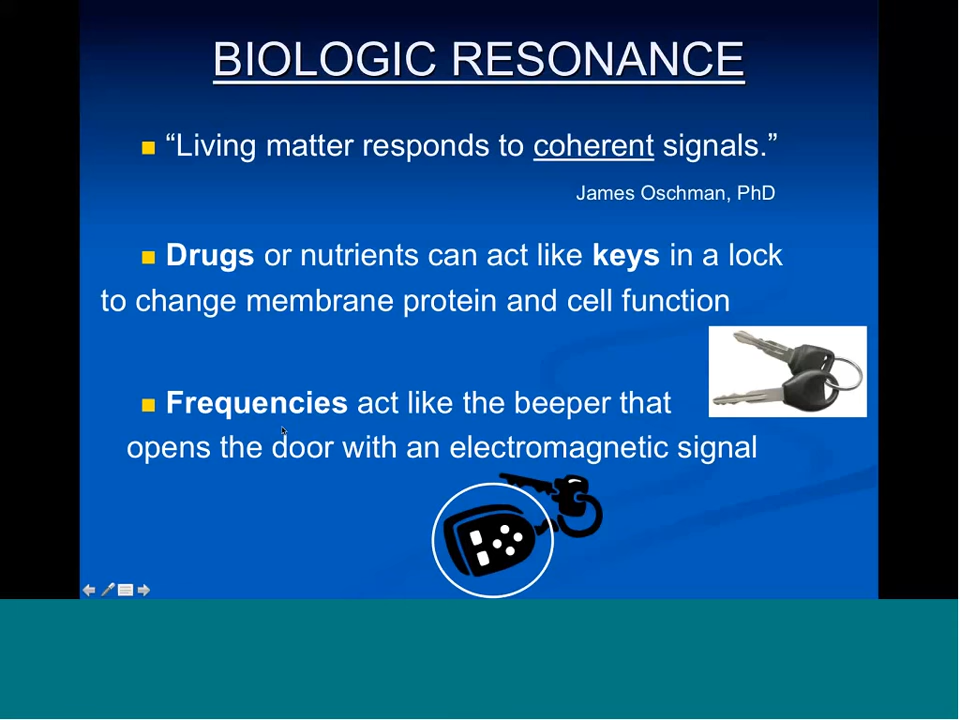 BIOLOGIC RESONANCE
“Living matter responds to coherent signals.”
James Oschman, PhD
Drugs or nutrients can act like keys in a lock
to change membrane protein and cell function
Frequencies act like the beeper that
opens the door with an electromagnetic signal